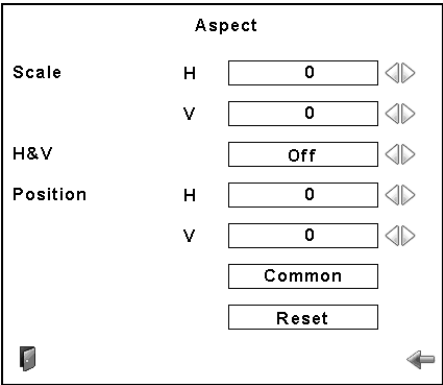 Aspect
Scale H 0
V 0
H&V Off
Position H 0
V 0
Common
Reset